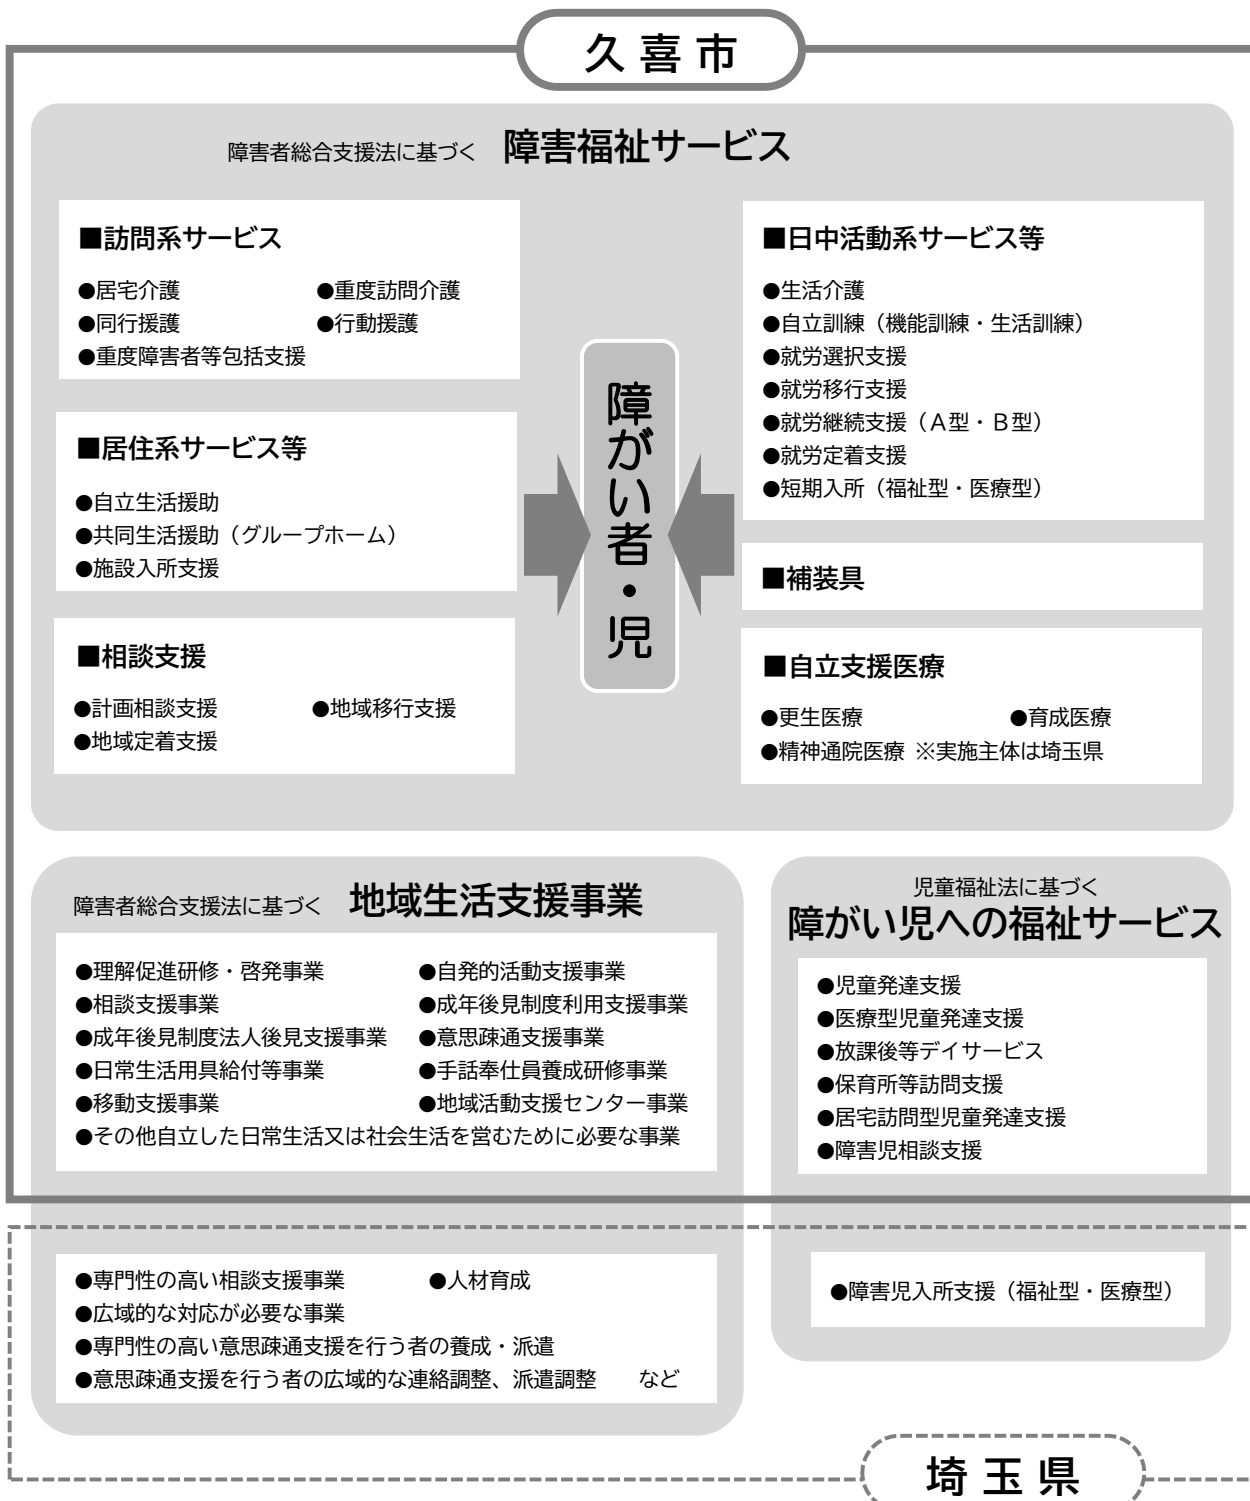 久喜市
障害者総合支援法に基づく 障害福祉サービス
■訪問系サービス
●居宅介護 ●重度訪問介護
●同行援護 ●行動援護
●重度障害者等包括支援
■居住系サービス等
●自立生活援助
●共同生活援助（グループホーム）
●施設入所支援
■相談支援
●計画相談支援 ●地域移行支援
●地域定着支援
障がい者・児
■日中活動系サービス等
●生活介護
●自立訓練（機能訓練・生活訓練）
●就労選択支援
●就労移行支援
●就労継続支援（Ａ型・Ｂ型）
●就労定着支援
●短期入所（福祉型・医療型）
■補装具
■自立支援医療
●更生医療 ●育成医療
●精神通院医療 ※実施主体は埼玉県
障害者総合支援法に基づく 地域生活支援事業
●理解促進研修・啓発事業 ●自発的活動支援事業
●相談支援事業 ●成年後見制度利用支援事業
●成年後見制度法人後見支援事業 ●意思疎通支援事業
●日常生活用具給付等事業 ●手話奉仕員養成研修事業
●移動支援事業 ●地域活動支援センター事業
●その他自立した日常生活又は社会生活を営むために必要な事業
児童福祉法に基づく
障がい児への福祉サービス
●児童発達支援
●医療型児童発達支援
●放課後等デイサービス
●保育所等訪問支援
●居宅訪問型児童発達支援
●障害児相談支援
●専門性の高い相談支援事業 ●人材育成
●広域的な対応が必要な事業
●専門性の高い意思疎通支援を行う者の養成・派遣
●意思疎通支援を行う者の広域的な連絡調整、派遣調整 など
●障害児入所支援（福祉型・医療型）
埼玉県